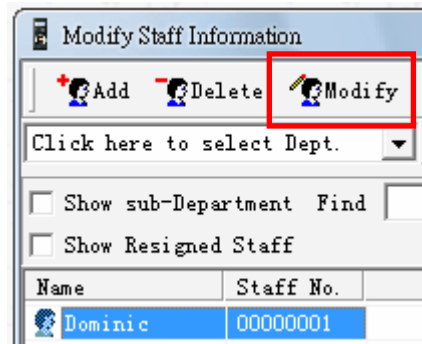 Modify Staff Information
Add Delete Modify
Click here to select Dept.
Show sub-Department Find
Show Resigned Staff
Name Staff No.
Dominic 00000001